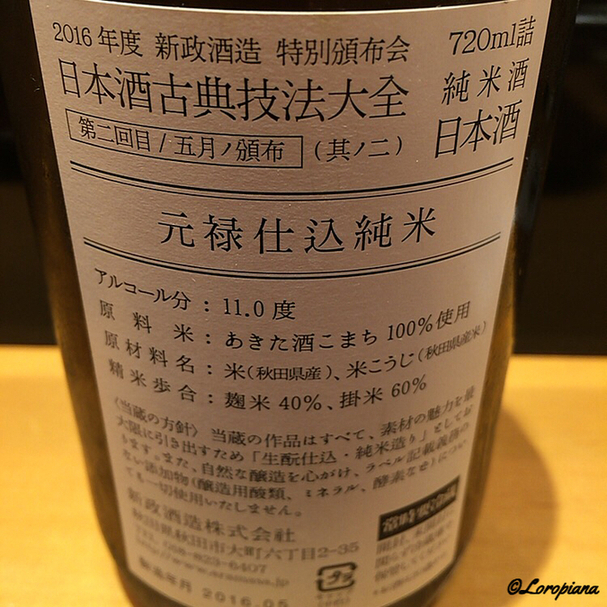 2016年度 新政酒造 特別頒布会
720ml詰
日本酒古典技法大全
純米酒
第二回目/五月ノ頒布 (其ノ二)
日本酒
元禄仕込純米
アルコール分:11.0度
原料米:あきた酒こまち100%使用
原材料名:米(秋田県産)、米こうじ(秋田県産米)
精米歩合:麹米40%、掛米60%
〈当蔵の方針〉 当蔵の作品はすべて、素材の魅力を最
大限に引き出すため「生酛仕込・純米造り」としてお
ります。また、自然な醸造を心がけ、ラベル記載義務の
ない添加物(醸造用酸類、ミネラル、酵素など)につい
ても一切使用いたしません。
新政酒造株式会社
秋田県秋田市大町六丁目2-35
TEL. 018-823-6407
http://www.aramasa.jp
製造年月 2016.05
要冷蔵
©Loropiana